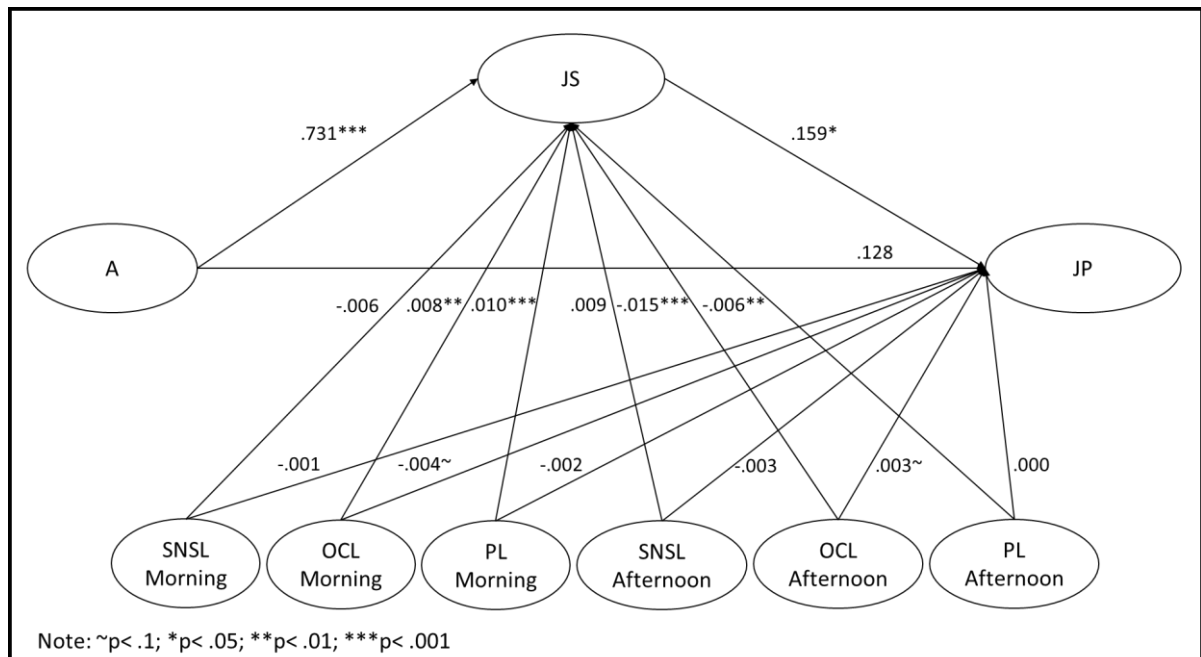 JS
.731***
.159*
A
.128
JP
-.006
.008**
.010***
.009
-.015***
-.006**
-.001
-.004~
-.002
-.003
.003~
.000
SNSL
Morning
OCL
Morning
PL
Morning
SNSL
Afternoon
OCL
Afternoon
PL
Afternoon
Note: ~p< .1; *p< .05; **p< .01; ***p< .001